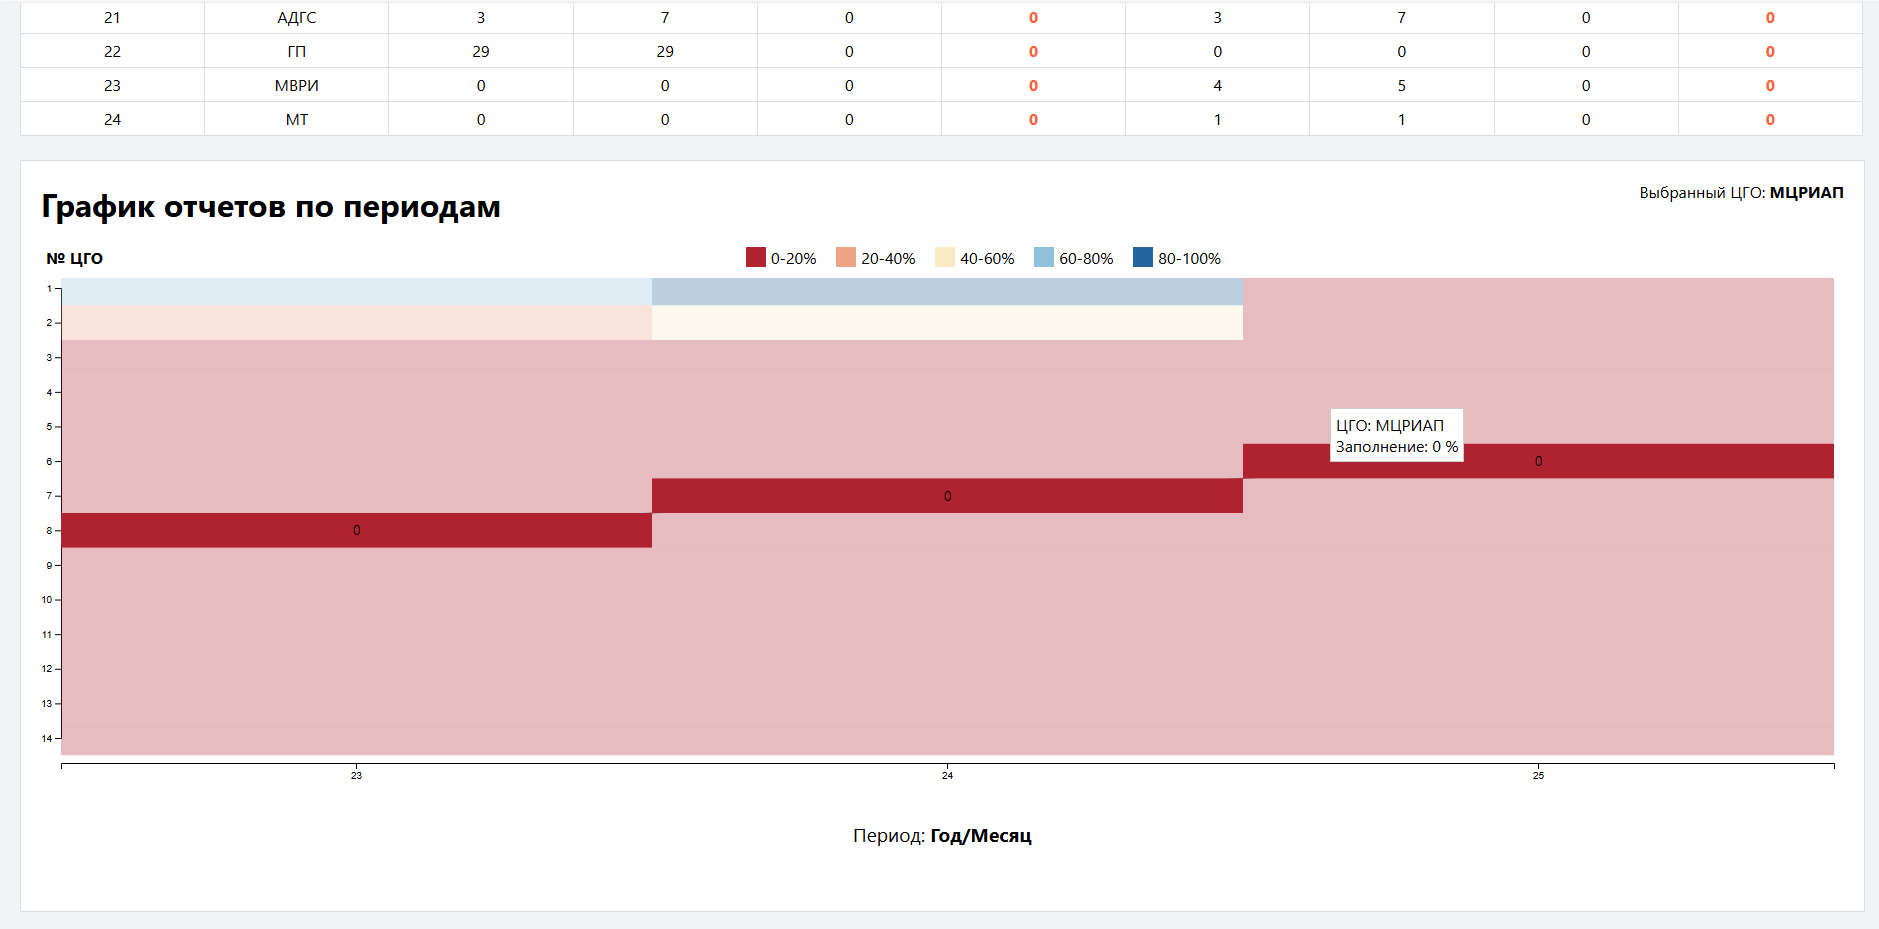 21 АДГС 3 7 0 0 3 7 0 0
22 ГП 29 29 0 0 0 0 0 0
23 МВРИ 0 0 0 0 4 5 0 0
24 МТ 0 0 0 0 1 1 0 0
График отчетов по периодам
Выбранный ЦГО: МЦРИАП
№ ЦГО
0-20% 20-40% 40-60% 60-80% 80-100%
1
2
3
4
ЦГО: МЦРИАП
5
Заполнение: 0 %
6 0
7 0
8 0
9
10
11
12
13
14
23 24 25
Период: Год/Месяц